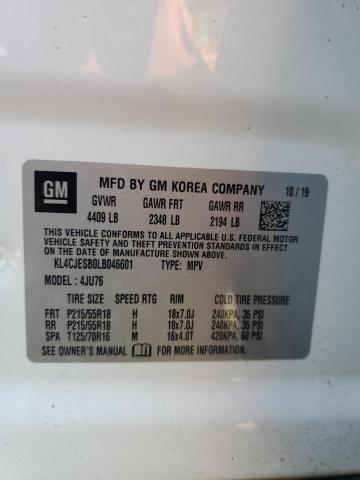 GM
MFD BY GM KOREA COMPANY 10/19
GVWR GAWR FRT GAWR RR
4409 LB 2348 LB 2194 LB
THIS VEHICLE CONFORMS TO ALL APPLICABLE U.S. FEDERAL MOTOR
VEHICLE SAFETY, BUMPER, AND THEFT PREVENTION STANDARDS IN
EFFECT ON THE DATE OF MANUFACTURE SHOWN ABOVE.
KL4CJESB0LB046601 TYPE: MPV
MODEL: 4JU76
TIRE SIZE SPEED RTG RIM COLD TIRE PRESSURE
FRT P215/55R18 H 18x7.0J 240KPA, 35 PSI
RR P215/55R18 H 18x7.0J 240KPA, 35 PSI
SPA T125/70R16 M 16x4.0T 420KPA, 60 PSI
SEE OWNER'S MANUAL FOR MORE INFORMATION.